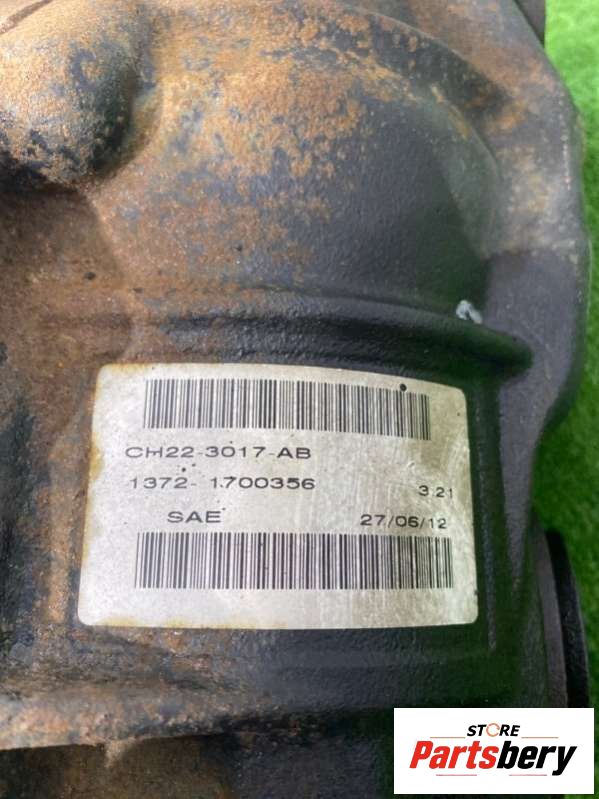 CH22-3017-AB
1372- 1700356
3.21
SAE
27/06/12
STORE
Partsbery